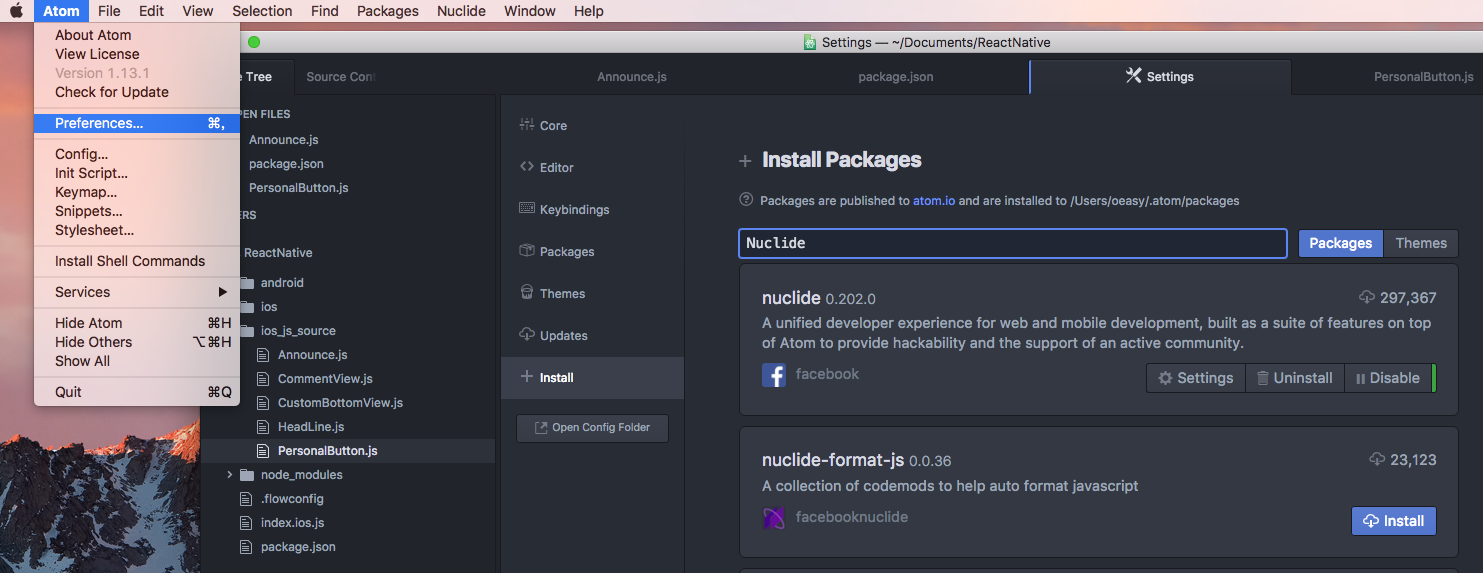 Atom File Edit View Selection Find Packages Nuclide Window Help
About Atom
View License
Version 1.13.1
Check for Update
Preferences... ⌘,
Config...
Init Script...
Keymap...
Snippets...
Stylesheet...
Install Shell Commands
Services
Hide Atom ⌘H
Hide Others ⌥⌘H
Show All
Quit ⌘Q
Settings — ~/Documents/ReactNative
Tree Source Con Announce.js package.json Settings PersonalButton.js
Announce.js
package.json
PersonalButton.js
ReactNative
android
ios
ios_js_source
Announce.js
CommentView.js
CustomBottomView.js
HeadLine.js
PersonalButton.js
node_modules
.flowconfig
index.ios.js
package.json
Core
Editor
Keybindings
Packages
Themes
Updates
Install
Open Config Folder
Install Packages
Packages are published to atom.io and are installed to /Users/oeasy/.atom/packages
Nuclide Packages Themes
nuclide 0.202.0 297,367
A unified developer experience for web and mobile development, built as a suite of features on top
of Atom to provide hackability and the support of an active community.
facebook Settings Uninstall Disable
nuclide-format-js 0.0.36 23,123
A collection of codemods to help auto format javascript
facebooknuclide Install